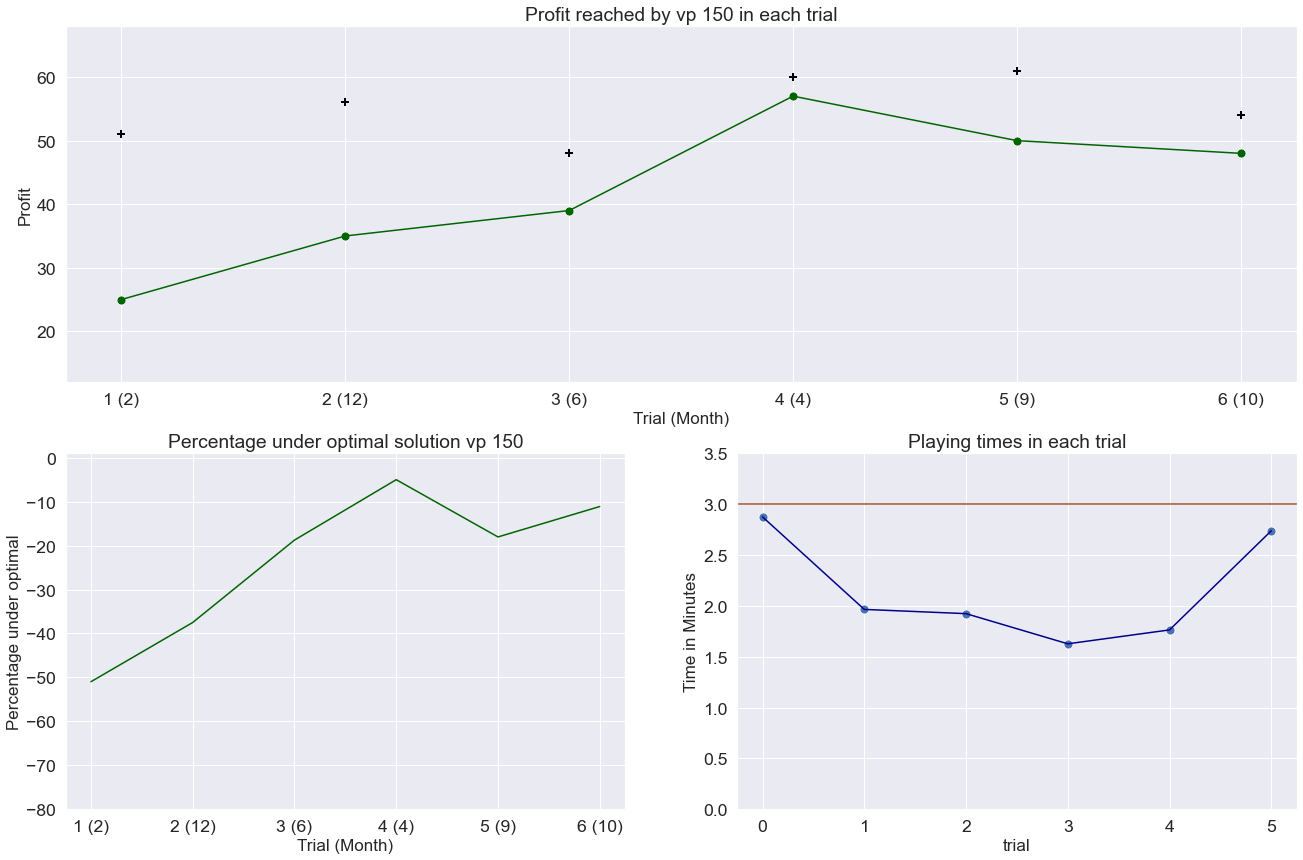 Profit reached by vp 150 in each trial
Profit
60
50
40
30
20
1 (2) 2 (12) 3 (6) 4 (4) 5 (9) 6 (10)
Trial (Month)
Percentage under optimal solution vp 150
Percentage under optimal
0
−10
−20
−30
−40
−50
−60
−70
−80
1 (2) 2 (12) 3 (6) 4 (4) 5 (9) 6 (10)
Trial (Month)
Playing times in each trial
Time in Minutes
3.5
3.0
2.5
2.0
1.5
1.0
0.5
0.0
0 1 2 3 4 5
trial